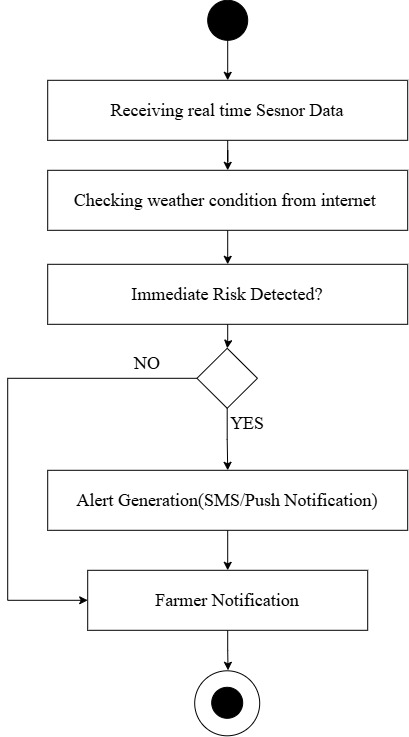 Receiving real time Sesnor Data
Checking weather condition from internet
Immediate Risk Detected?
NO
YES
Alert Generation(SMS/Push Notification)
Farmer Notification